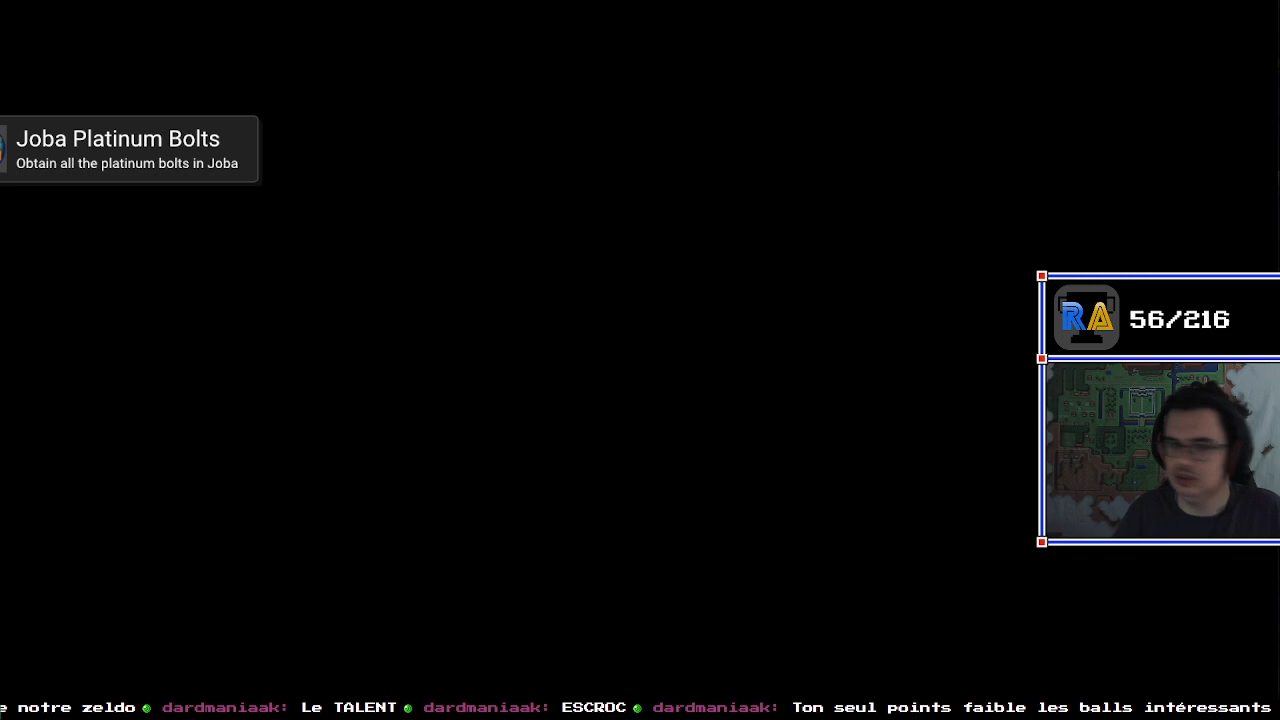 Joba Platinum Bolts
Obtain all the platinum bolts in Joba
RA 56/216
notre zeldo dardmaniaak: Le TALENT dardmaniaak: ESCROC dardmaniaak: Ton seul points faible les balls intéressants